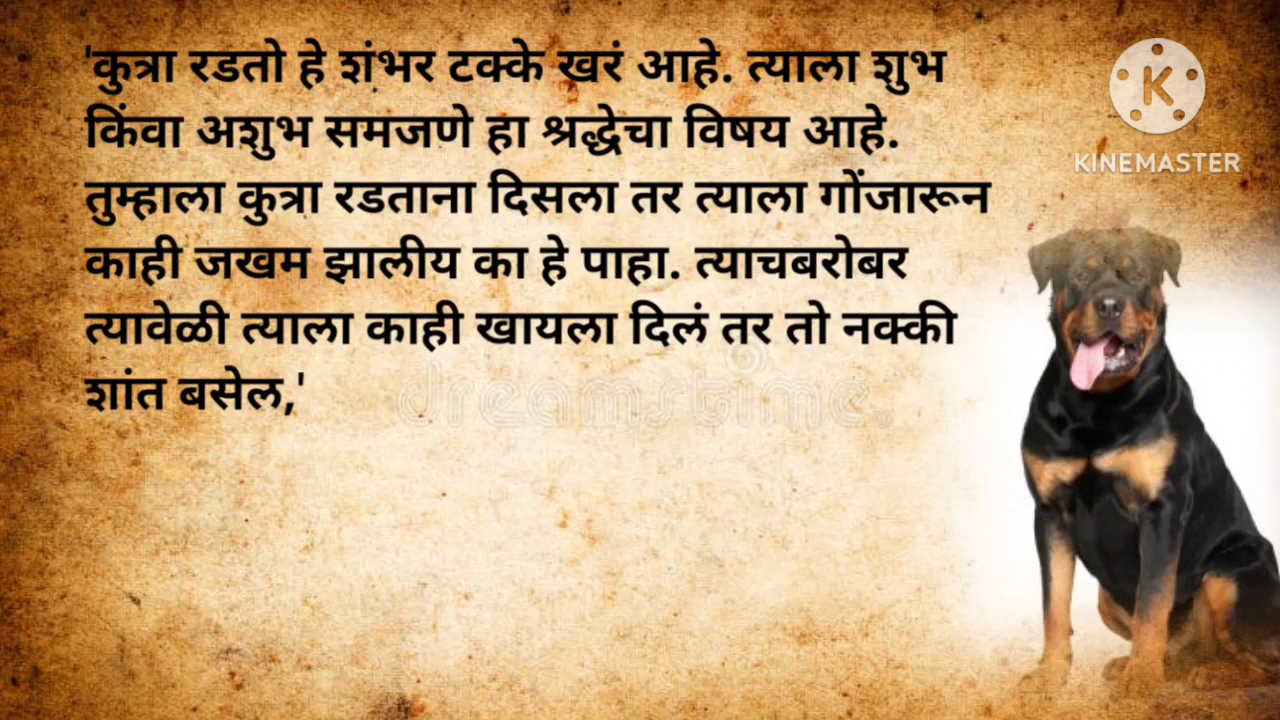 'कुत्रा रडतो हे शंभर टक्के खरं आहे. त्याला शुभ
किंवा अशुभ समजणे हा श्रद्धेचा विषय आहे.
तुम्हाला कुत्रा रडताना दिसला तर त्याला गोंजारून
काही जखम झालीय का हे पाहा. त्याचबरोबर
त्यावेळी त्याला काही खायला दिलं तर तो नक्की
शांत बसेल,'
K
KINEMASTER
dreamstime.